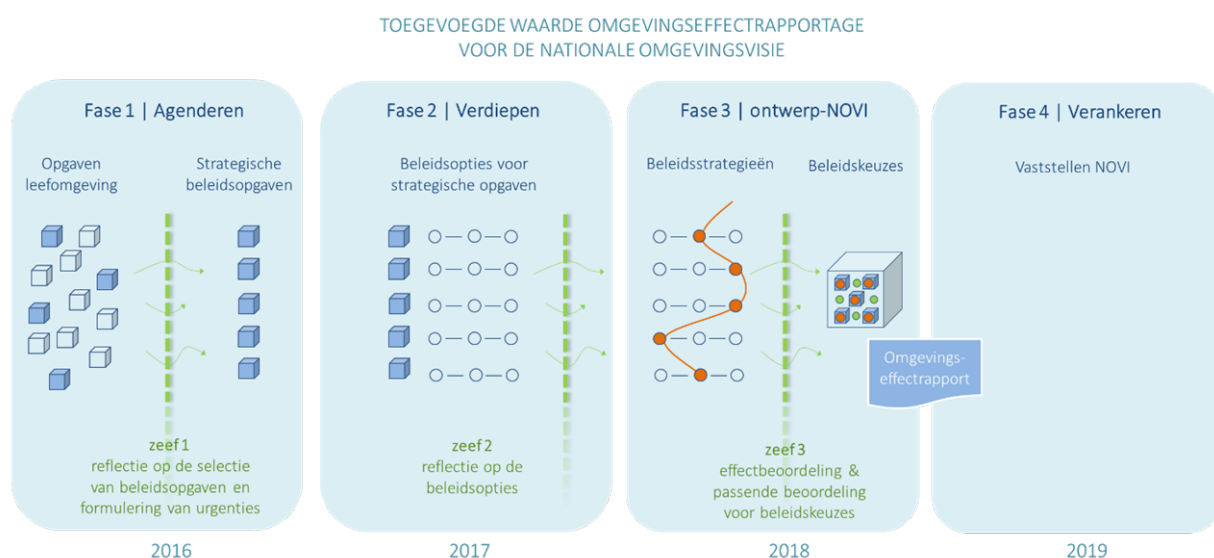 TOEGEVOEGDE WAARDE OMGEVINGSEFFECTRAPPORTAGE
VOOR DE NATIONALE OMGEVINGSVISIE
Fase 1 | Agenderen
Opgaven
leefomgeving
Strategische
beleidsopgaven
zeef 1
reflectie op de selectie
van beleidsopgaven en
formulering van urgenties
2016
Fase 2 | Verdiepen
Beleidsopties voor
strategische opgaven
zeef 2
reflectie op de
beleidsopties
2017
Fase 3 | ontwerp-NOVI
Beleidsstrategieën
Beleidskeuzes
Omgevings-
effectrapport
zeef 3
effectbeoordeling &
passende beoordeling
voor beleidskeuzes
2018
Fase 4 | Verankeren
Vaststellen NOVI
2019